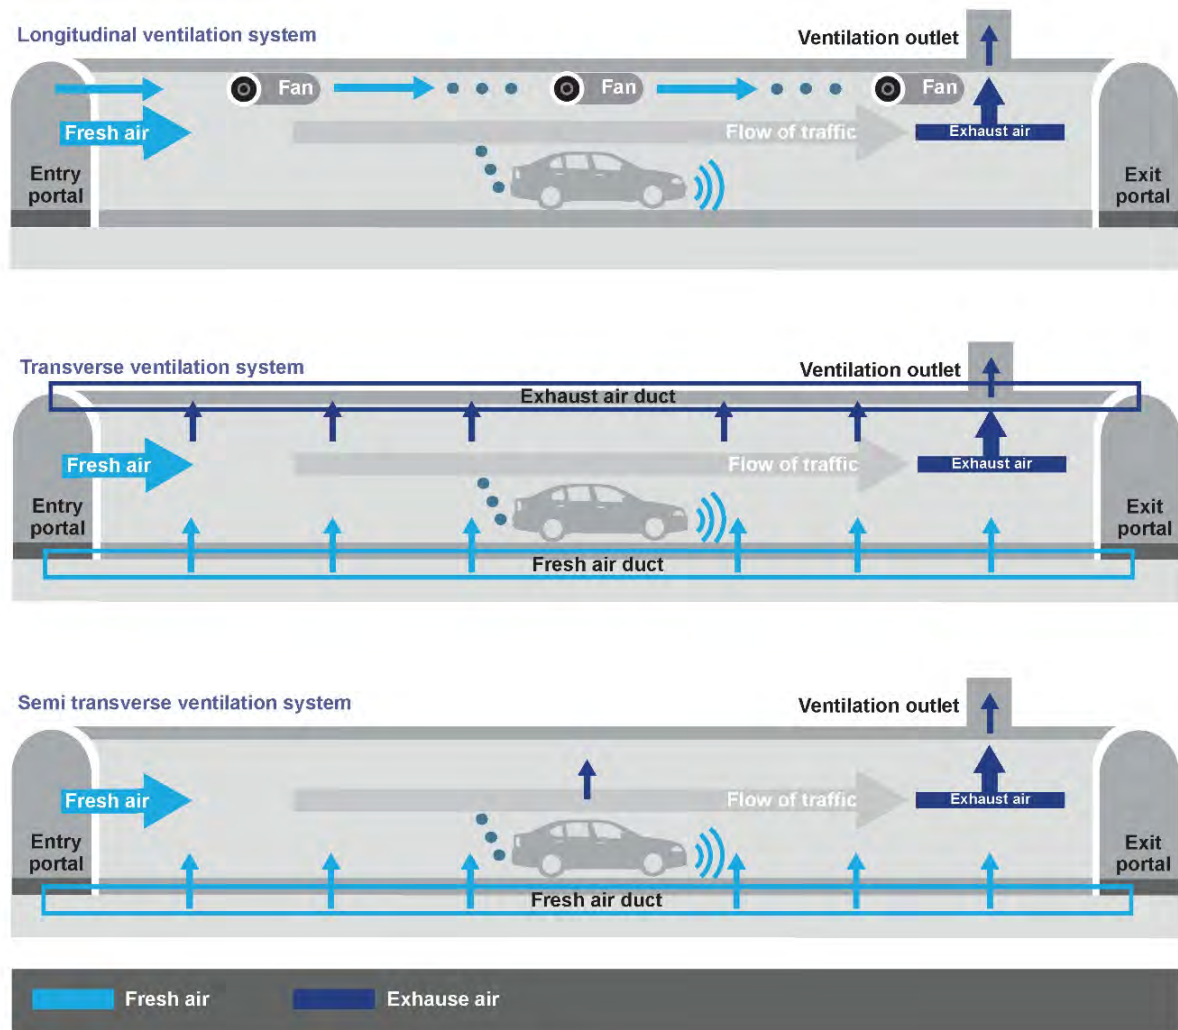 Longitudinal ventilation system
Ventilation outlet
Fan
Fan
Fan
Fresh air
Flow of traffic
Exhaust air
Entry
portal
Exit
portal
Transverse ventilation system
Ventilation outlet
Exhaust air duct
Fresh air
Flow of traffic
Exhaust air
Entry
portal
Exit
portal
Fresh air duct
Semi transverse ventilation system
Ventilation outlet
Fresh air
Flow of traffic
Exhaust air
Entry
portal
Exit
portal
Fresh air duct
Fresh air
Exhause air